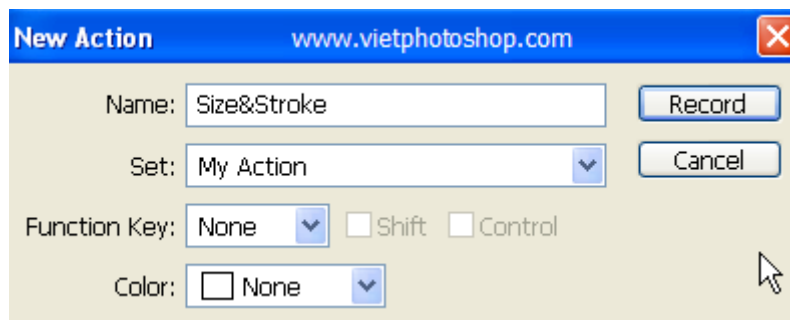 New Action www.vietphotoshop.com
Name: Size&Stroke Record
Set: My Action Cancel
Function Key: None Shift Control
Color: None